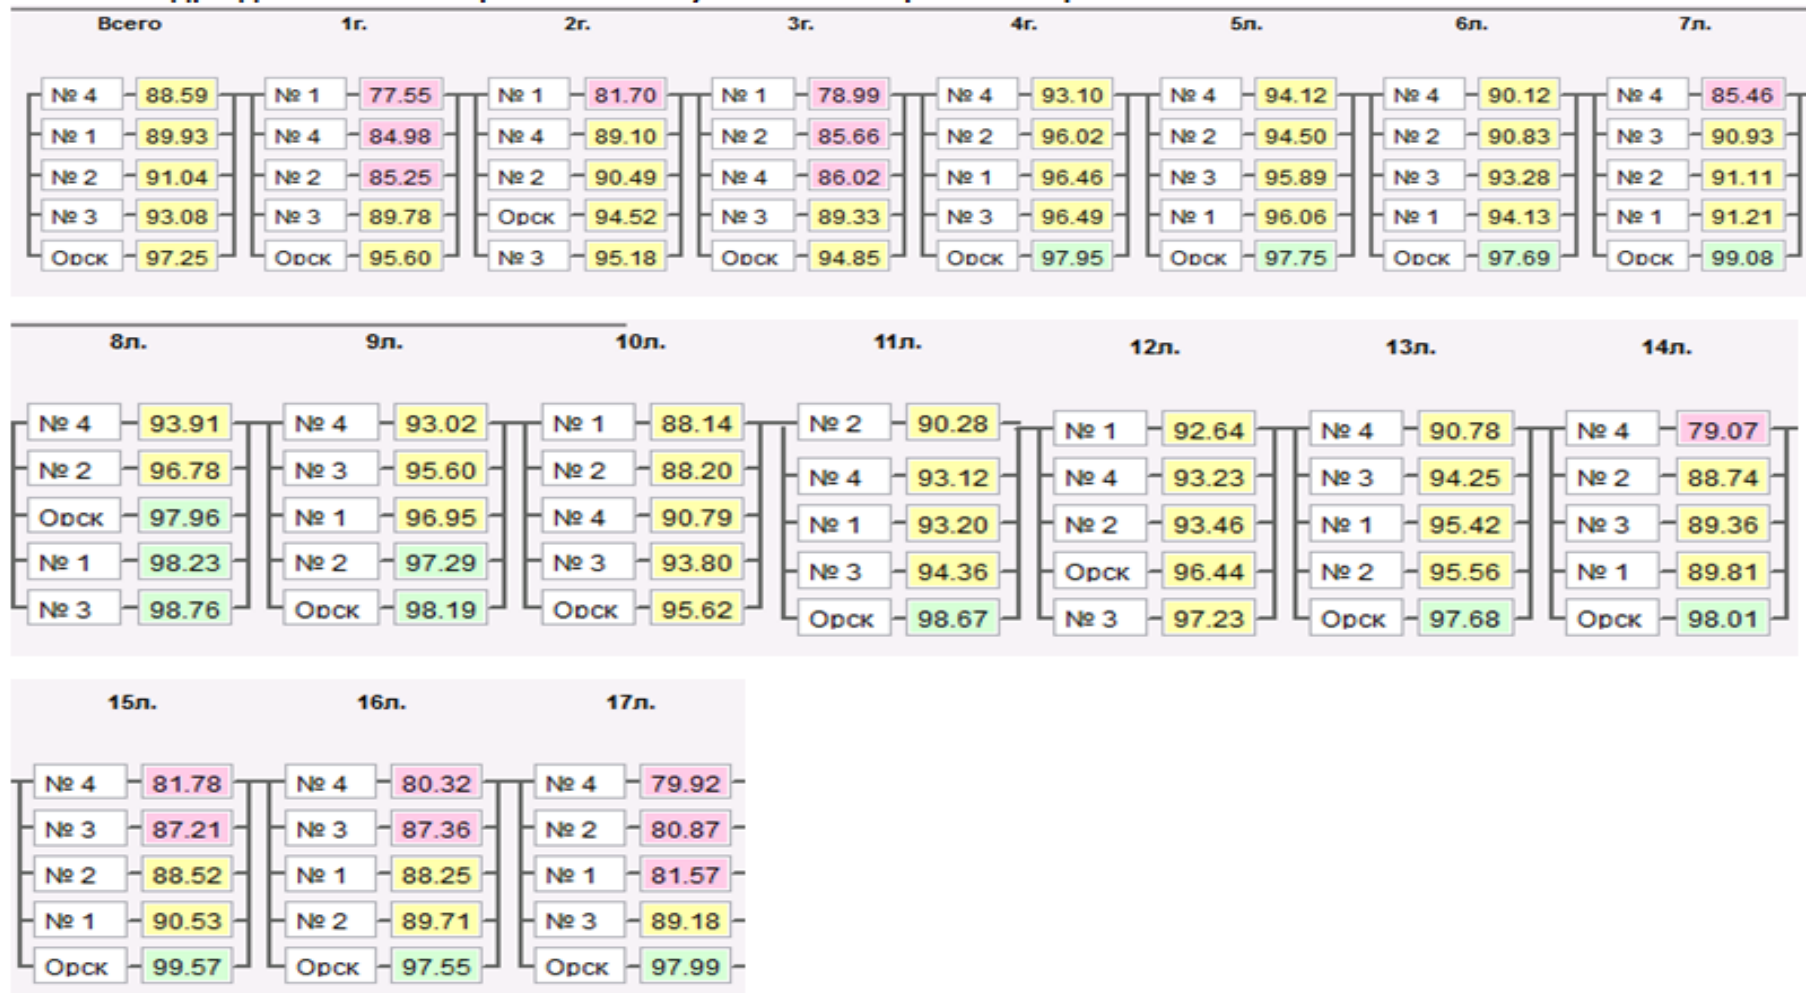 Всего 1г. 2г. 3г. 4г. 5л. 6л. 7л.
№ 4 88.59 № 1 77.55 № 1 81.70 № 1 78.99 № 4 93.10 № 4 94.12 № 4 90.12 № 4 85.46
№ 1 89.93 № 4 84.98 № 4 89.10 № 2 85.66 № 2 96.02 № 2 94.50 № 2 90.83 № 3 90.93
№ 2 91.04 № 2 85.25 № 2 90.49 № 4 86.02 № 1 96.46 № 3 95.89 № 3 93.28 № 2 91.11
№ 3 93.08 № 3 89.78 Орск 94.52 № 3 89.33 № 3 96.49 № 1 96.06 № 1 94.13 № 1 91.21
Орск 97.25 Орск 95.60 № 3 95.18 Орск 94.85 Орск 97.95 Орск 97.75 Орск 97.69 Орск 99.08
8л. 9л. 10л. 11л. 12л. 13л. 14л.
№ 4 93.91 № 4 93.02 № 1 88.14 № 2 90.28 № 1 92.64 № 4 90.78 № 4 79.07
№ 2 96.78 № 3 95.60 № 2 88.20 № 4 93.12 № 4 93.23 № 3 94.25 № 2 88.74
Орск 97.96 № 1 96.95 № 4 90.79 № 1 93.20 № 2 93.46 № 1 95.42 № 3 89.36
№ 1 98.23 № 2 97.29 № 3 93.80 № 3 94.36 Орск 96.44 № 2 95.56 № 1 89.81
№ 3 98.76 Орск 98.19 Орск 95.62 Орск 98.67 № 3 97.23 Орск 97.68 Орск 98.01
15л. 16л. 17л.
№ 4 81.78 № 4 80.32 № 4 79.92
№ 3 87.21 № 3 87.36 № 2 80.87
№ 2 88.52 № 1 88.25 № 1 81.57
№ 1 90.53 № 2 89.71 № 3 89.18
Орск 99.57 Орск 97.55 Орск 97.99